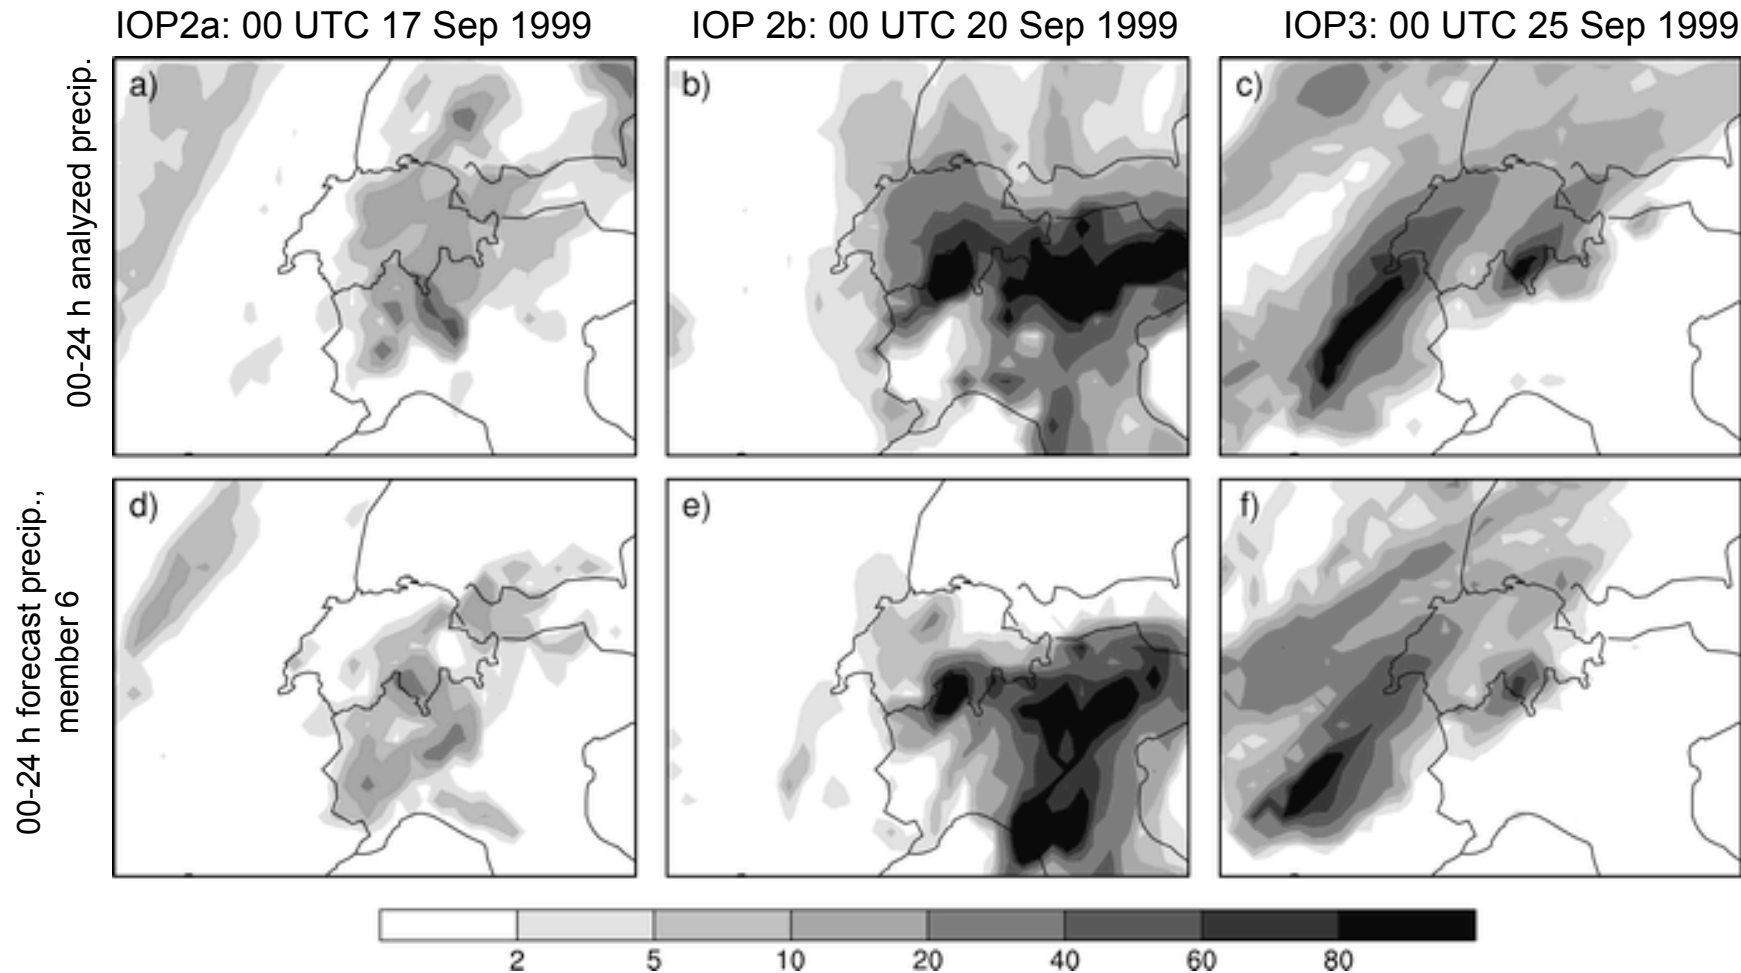 IOP2a: 00 UTC 17 Sep 1999
IOP 2b: 00 UTC 20 Sep 1999
IOP3: 00 UTC 25 Sep 1999
00-24 h analyzed precip.
a)
b)
c)
00-24 h forecast precip.,
member 6
d)
e)
f)
2 5 10 20 40 60 80